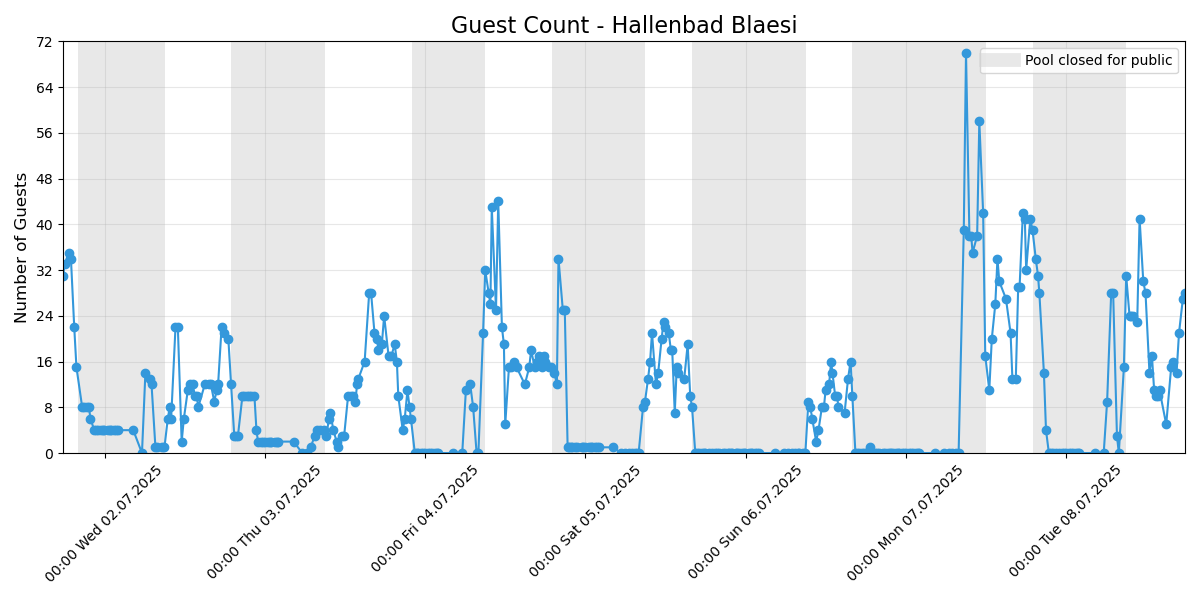 Guest Count - Hallenbad Blaesi
Pool closed for public
Number of Guests
72
64
56
48
40
32
24
16
8
0
00:00 Wed 02.07.2025
00:00 Thu 03.07.2025
00:00 Fri 04.07.2025
00:00 Sat 05.07.2025
00:00 Sun 06.07.2025
00:00 Mon 07.07.2025
00:00 Tue 08.07.2025